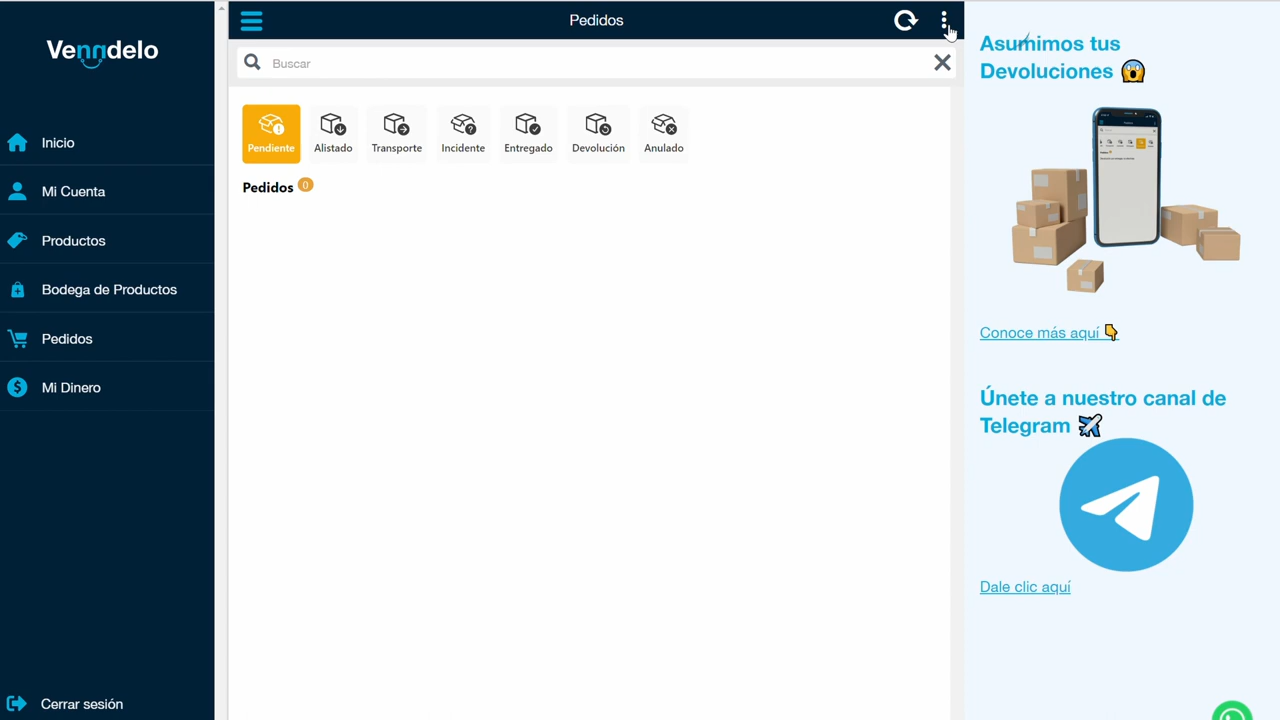 Venndelo
Inicio
Mi Cuenta
Productos
Bodega de Productos
Pedidos
Mi Dinero
Cerrar sesión
Pedidos
Buscar
Pendiente
Alistado
Transporte
Incidente
Entregado
Devolución
Anulado
Pedidos 0
Asumimos tus
Devoluciones
Conoce más aquí
Únete a nuestro canal de
Telegram
Dale clic aquí